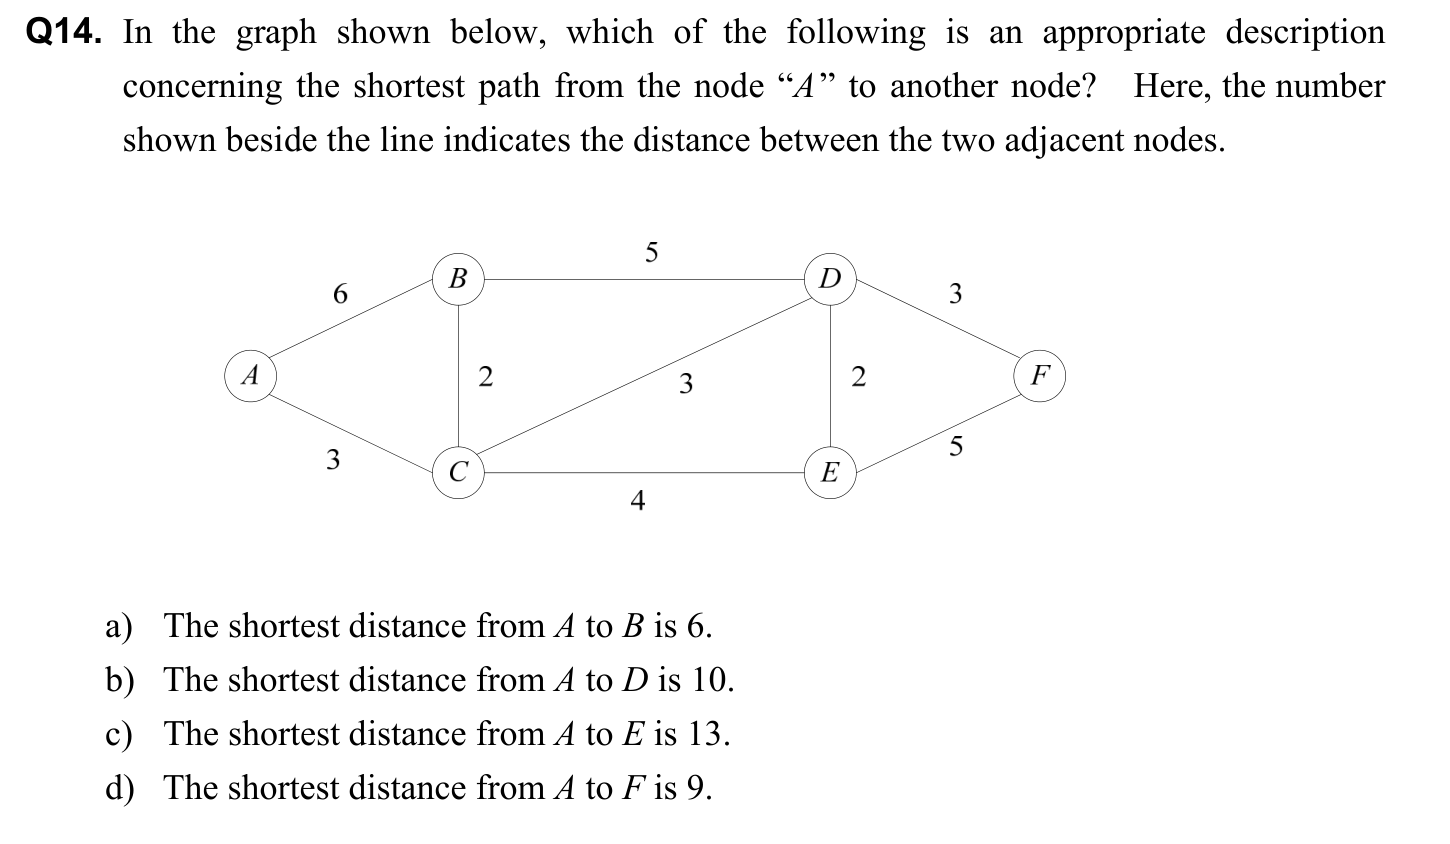 Q14. In the graph shown below, which of the following is an appropriate description
concerning the shortest path from the node “A” to another node? Here, the number
shown beside the line indicates the distance between the two adjacent nodes.
5
B
D
6
3
A
2
3
2
F
3
5
C
E
4
a) The shortest distance from A to B is 6.
b) The shortest distance from A to D is 10.
c) The shortest distance from A to E is 13.
d) The shortest distance from A to F is 9.